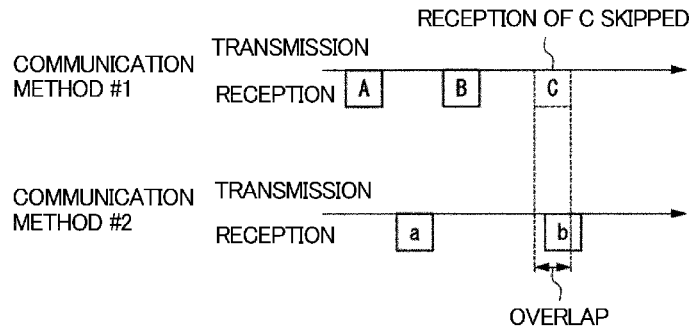 RECEPTION OF C SKIPPED
TRANSMISSION
COMMUNICATION
METHOD #1
RECEPTION
A
B
C
TRANSMISSION
COMMUNICATION
METHOD #2
RECEPTION
a
b
OVERLAP